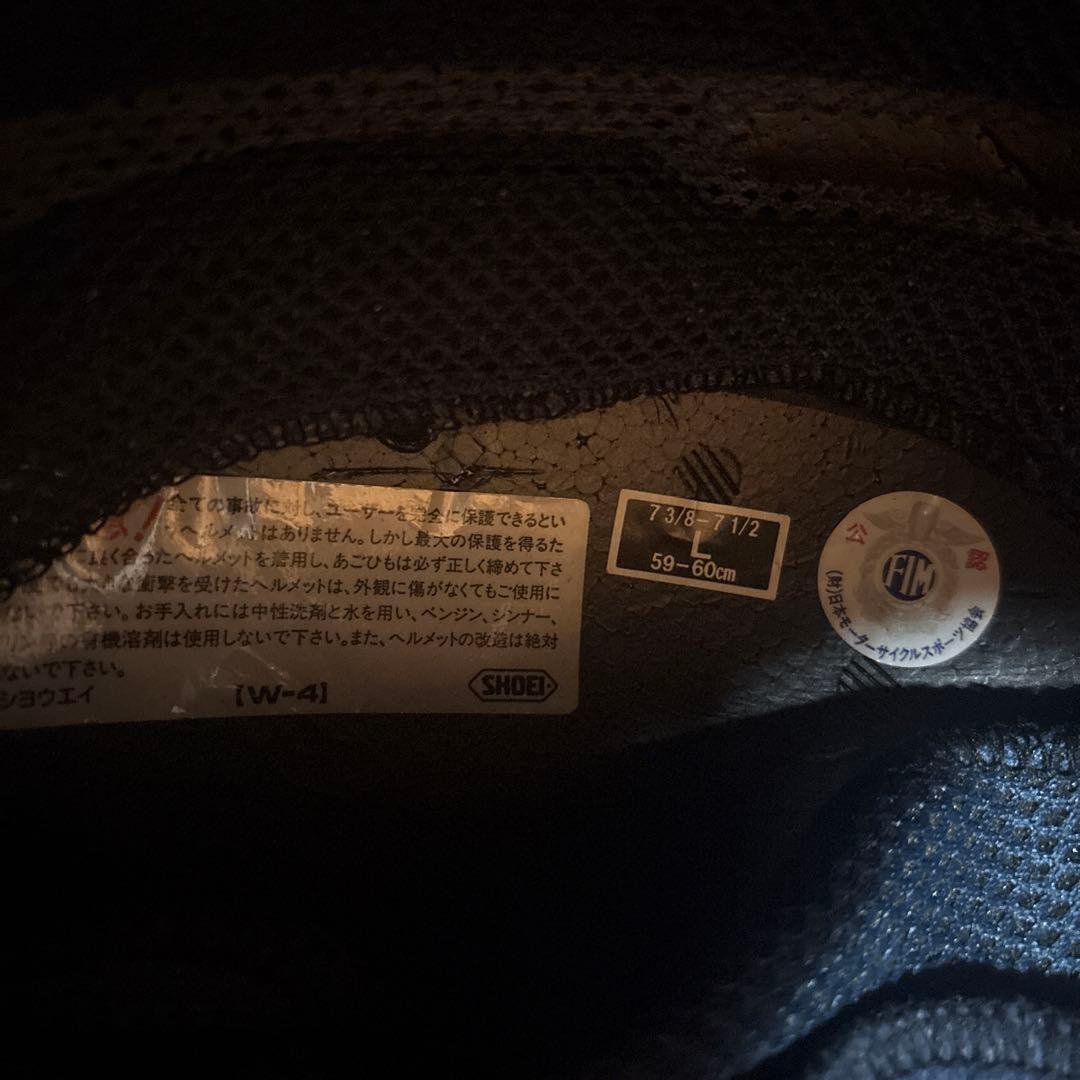 全ての事故に対し、ユーザーを完全に保護できるとい
ヘルメットはありません。しかし最大の保護を得るた
良く合ったヘルメットを着用し、あごひもは必ず正しく締めて下さ
衝撃を受けたヘルメットは、外観に傷がなくてもご使用に
ないで下さい。お手入れには中性洗剤と水を用い、ベンジン、シンナー、
リン等の有機溶剤は使用しないで下さい。また、ヘルメットの改造は絶対
ないで下さい。
ショウエイ
【W-4】
SHOEI
7 3/8-7 1/2
L
59-60cm
公 認
FIM
(財)日本モーターサイクルスポーツ協会